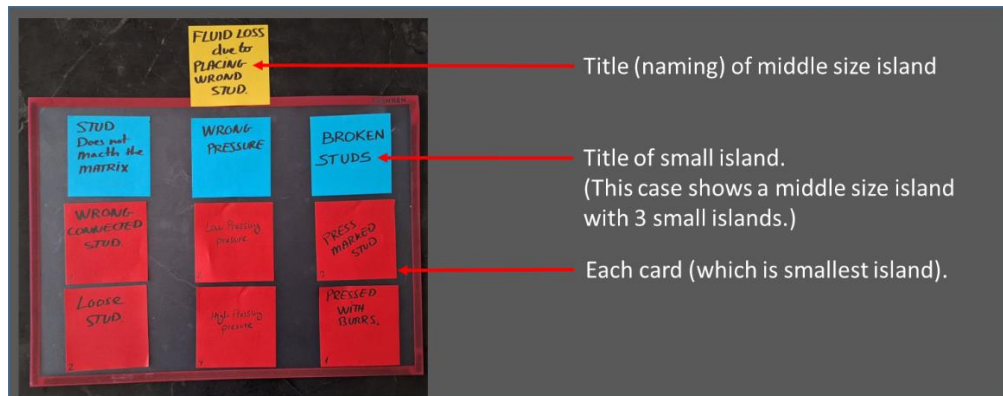 FLUID LOSS
due to
PLACING
WROND
STUD.
Title (naming) of middle size island
STUD
Does not
macth the
MATRIX
WRONG
PRESSURE
BROKEN
STUDS
Title of small island.
(This case shows a middle size island
with 3 small islands.)
WRONG
CONNECTED
STUD.
Low Pressing
pressure
PRESS
MARKED
STUD
Each card (which is smallest island).
LOOSE
STUD.
2
High Pressing
pressure
PRESSED
WITH
BURRS.